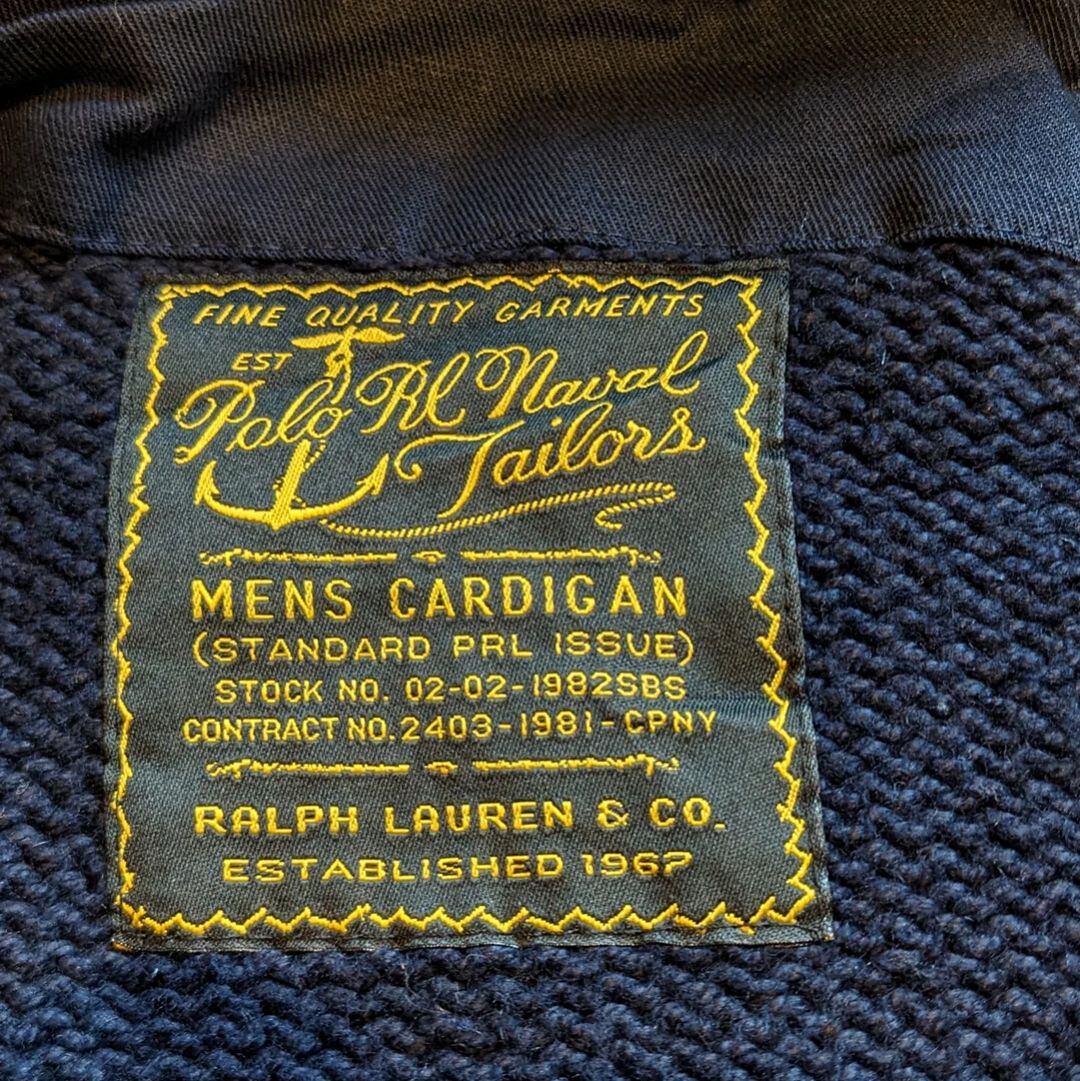 FINE QUALITY GARMENTS
EST
Polo Rl Naval
Tailors
MENS CARDIGAN
(STANDARD PRL ISSUE)
STOCK NO. 02-02-1982SBS
CONTRACT NO. 2403-1981-CPNY
RALPH LAUREN & CO.
ESTABLISHED 1967